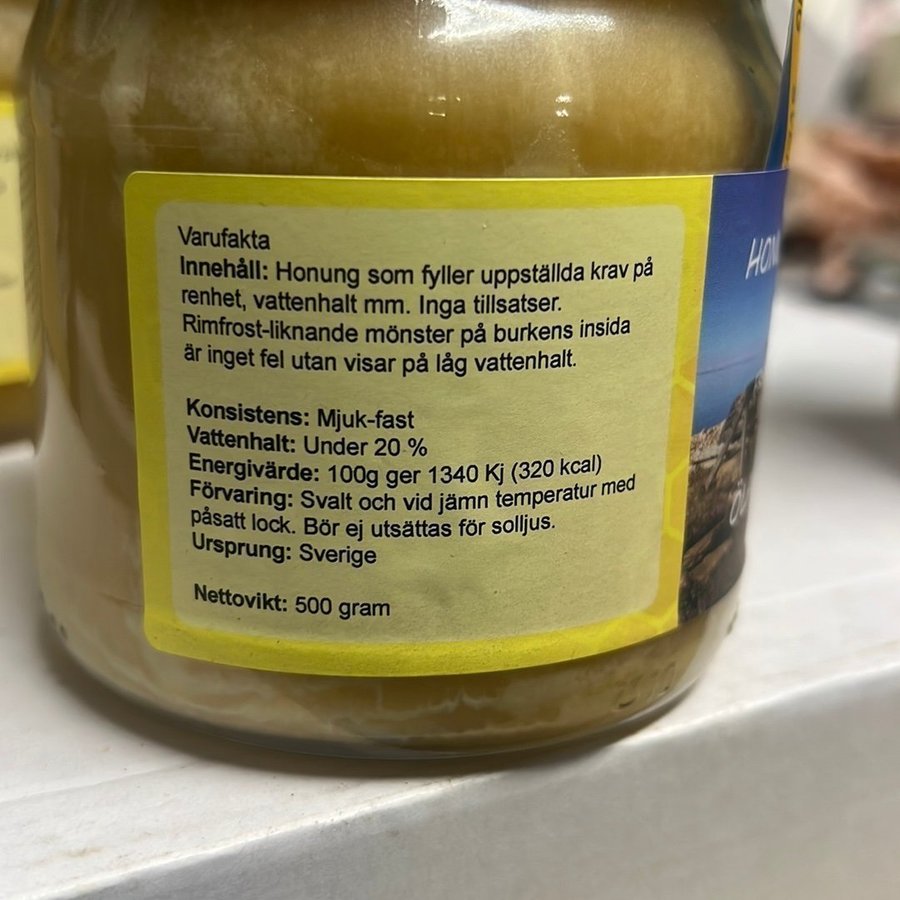 Varufakta
Innehåll: Honung som fyller uppställda krav på
renhet, vattenhalt mm. Inga tillsatser.
Rimfrost-liknande mönster på burkens insida
är inget fel utan visar på låg vattenhalt.
Konsistens: Mjuk-fast
Vattenhalt: Under 20 %
Energivärde: 100g ger 1340 Kj (320 kcal)
Förvaring: Svalt och vid jämn temperatur med
påsatt lock. Bör ej utsättas för solljus.
Ursprung: Sverige
Nettovikt: 500 gram